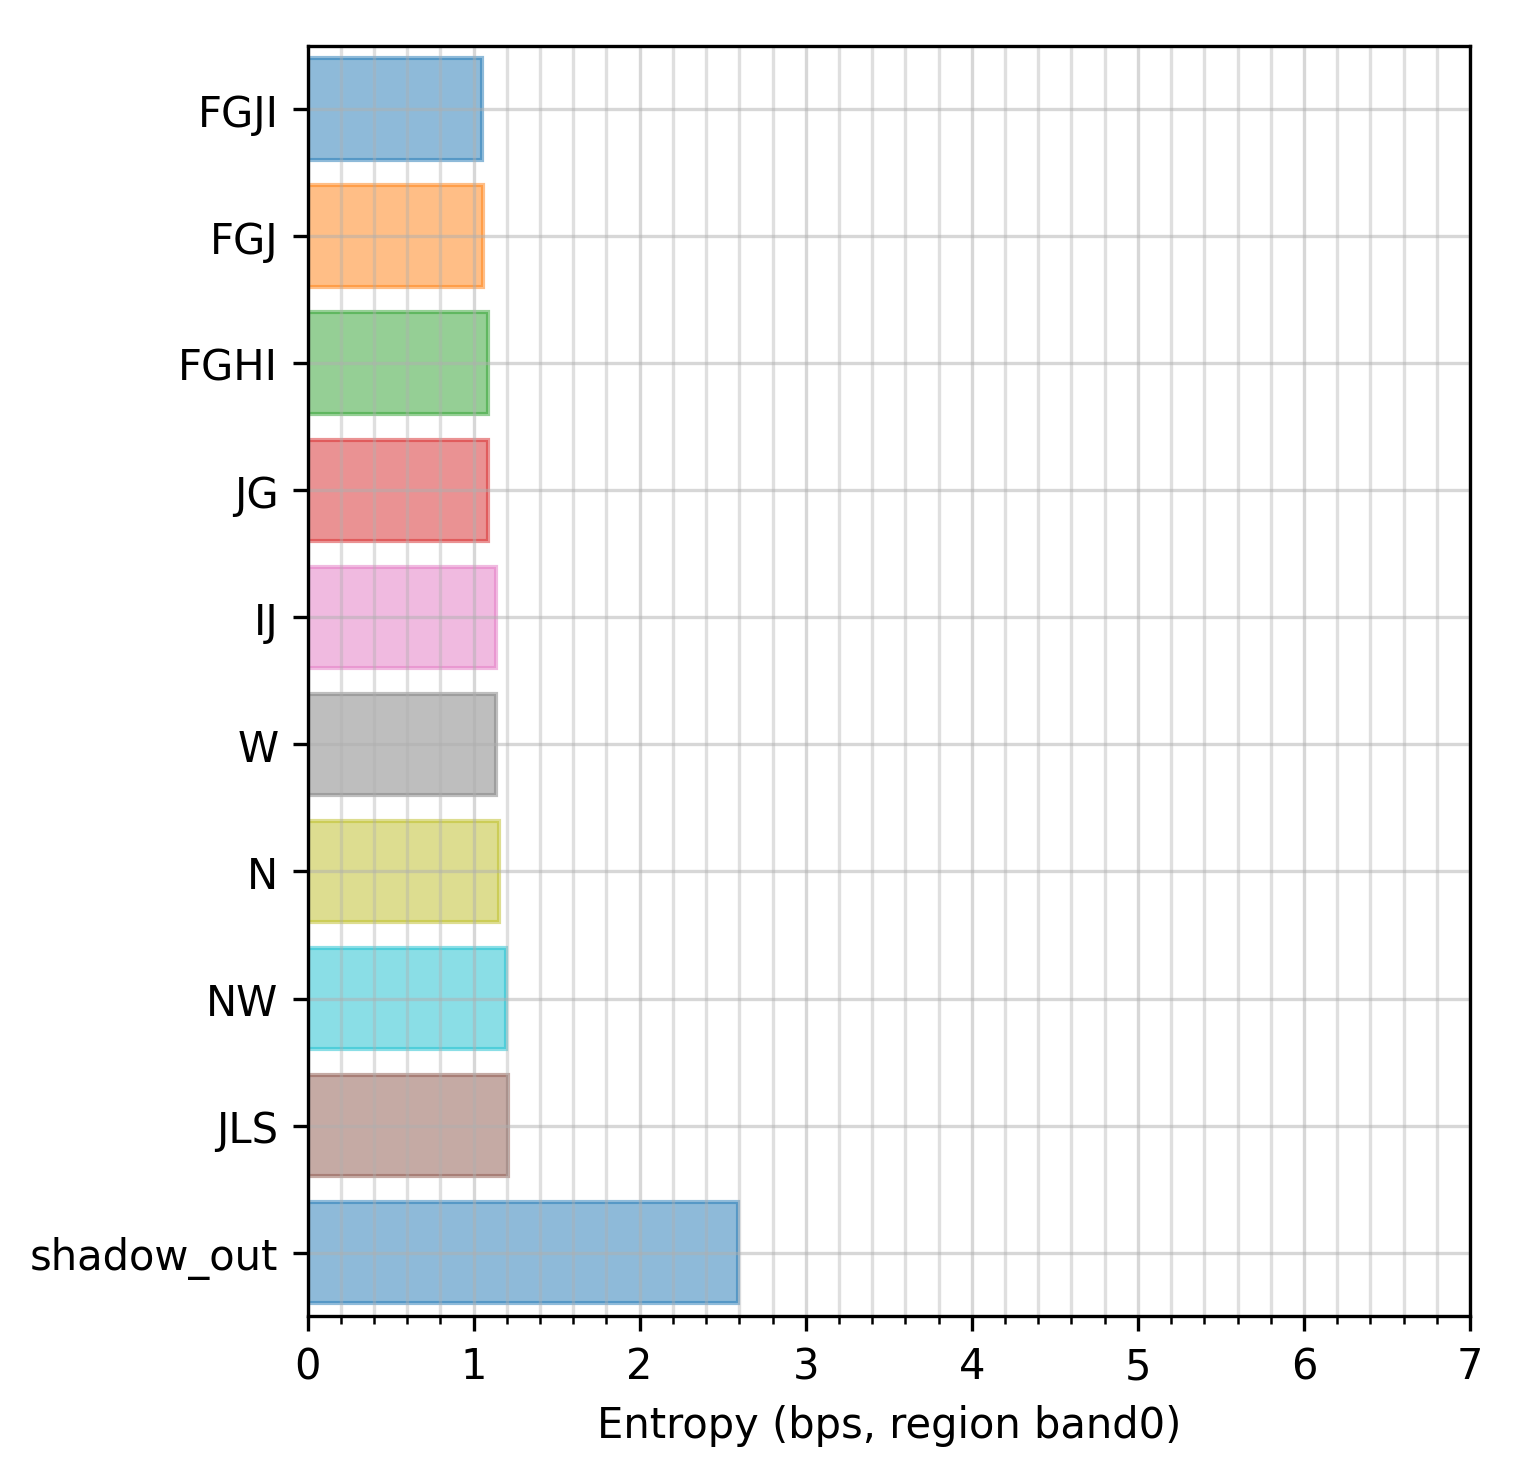 FGJI
FGJ
FGHI
JG
IJ
W
N
NW
JLS
shadow_out
0 1 2 3 4 5 6 7
Entropy (bps, region band0)